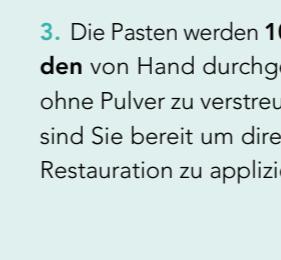 3. Die Pasten werden 10
den von Hand durchge
ohne Pulver zu verstreu
sind Sie bereit um dire
Restauration zu applizie